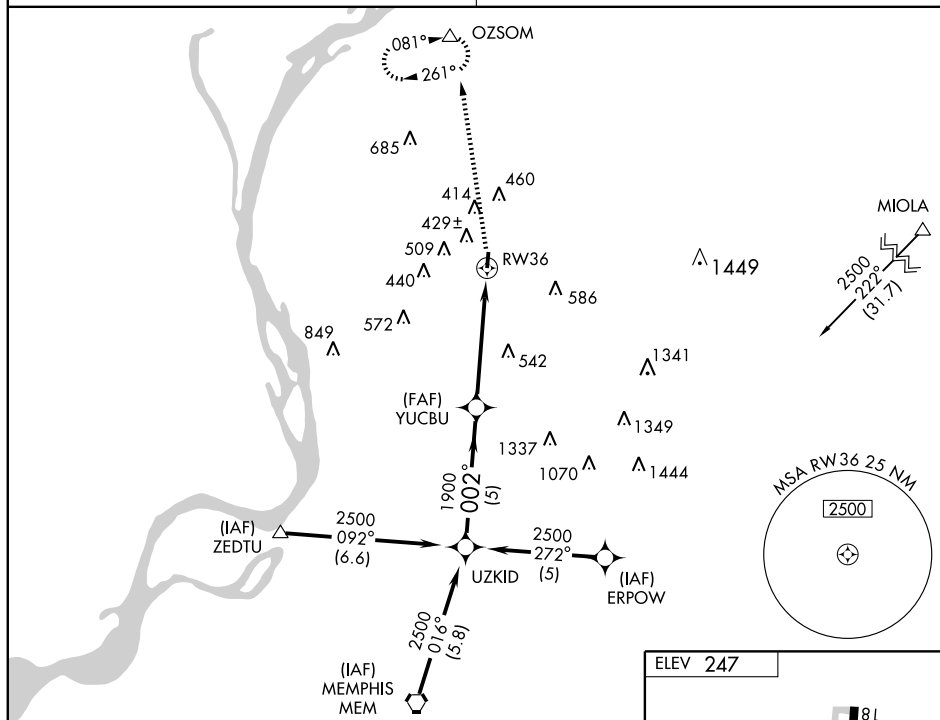 OZSOM
081°
261°
685
460
414
429±
509
440
RW36
MIOLA
2500
222°
(31.7)
1449
586
572
849
542
1341
(FAF)
YUCBU
1349
1337
1070
1444
1900
002°
(5)
MSA RW36 25 NM
2500
(IAF)
ZEDTU
2500
092°
(6.6)
2500
272°
(5)
UZKID
(IAF)
ERPOW
2500
016°
(5.8)
(IAF)
MEMPHIS
MEM
ELEV 247
18